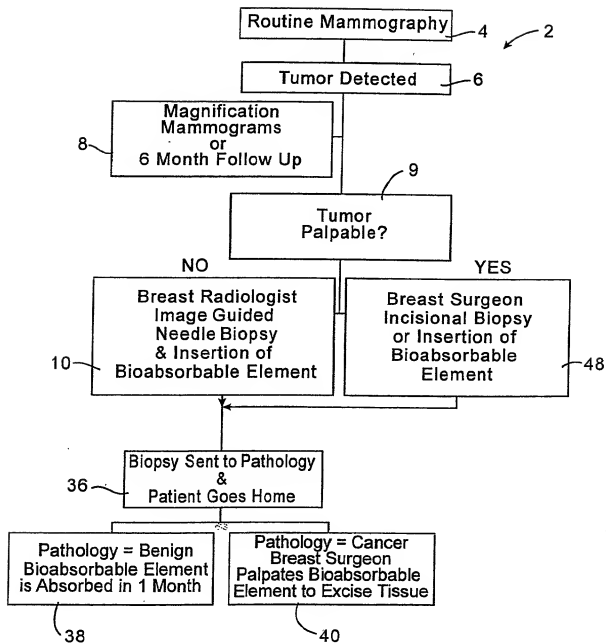 Routine Mammography
4
2
Tumor Detected
6
Magnification
Mammograms
or
6 Month Follow Up
8
9
Tumor
Palpable?
NO
YES
Breast Radiologist
Image Guided
Needle Biopsy
& Insertion of
Bioabsorbable Element
10
Breast Surgeon
Incisional Biopsy
or Insertion of
Bioabsorbable
Element
48
Biopsy Sent to Pathology
&
Patient Goes Home
36
Pathology = Benign
Bioabsorbable Element
is Absorbed in 1 Month
38
Pathology = Cancer
Breast Surgeon
Palpates Bioabsorbable
Element to Excise Tissue
40